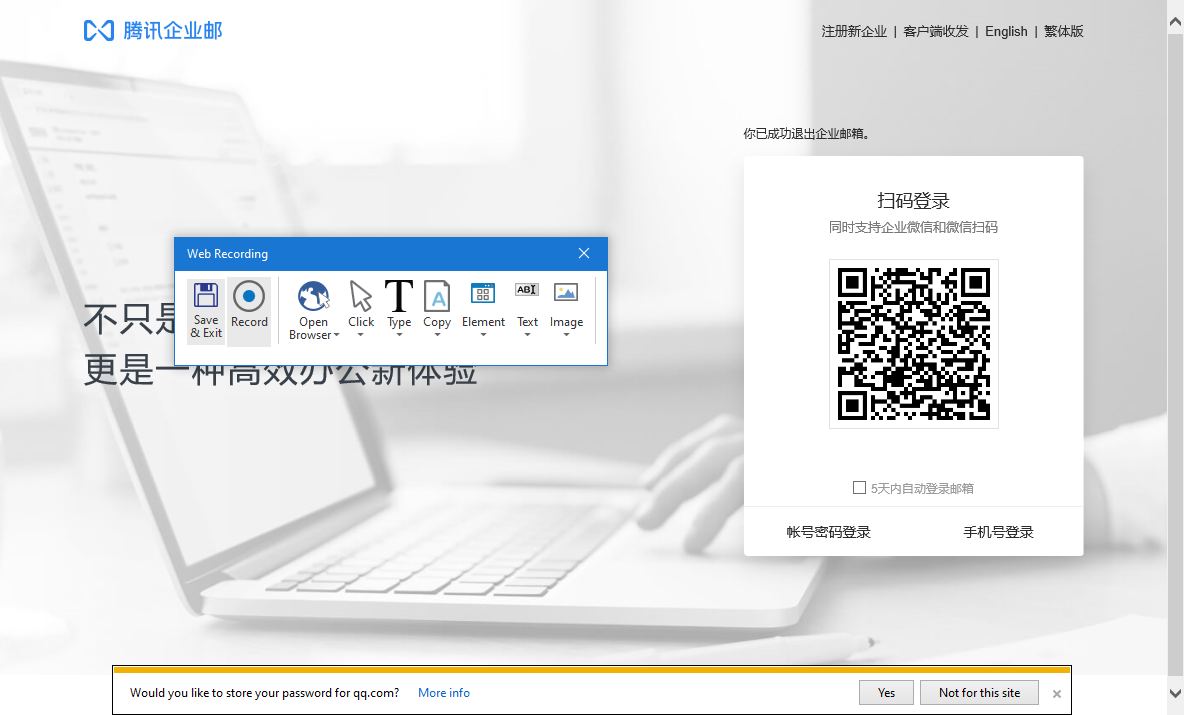 腾讯企业邮
注册新企业 | 客户端收发 | English | 繁体版
你已成功退出企业邮箱。
扫码登录
同时支持企业微信和微信扫码
Web Recording
Save & Exit
Record
Open Browser
Click
Type
Copy
Element
Text
Image
ABI
A
不只是
更是一种高效办公新体验
5天内自动登录邮箱
帐号密码登录
手机号登录
Would you like to store your password for qq.com? More info
Yes
Not for this site